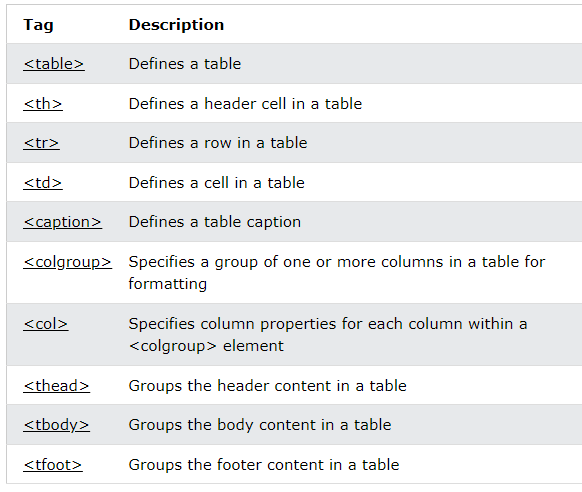 Tag Description
<table> Defines a table
<th> Defines a header cell in a table
<tr> Defines a row in a table
<td> Defines a cell in a table
<caption> Defines a table caption
<colgroup> Specifies a group of one or more columns in a table for
formatting
<col> Specifies column properties for each column within a
<colgroup> element
<thead> Groups the header content in a table
<tbody> Groups the body content in a table
<tfoot> Groups the footer content in a table